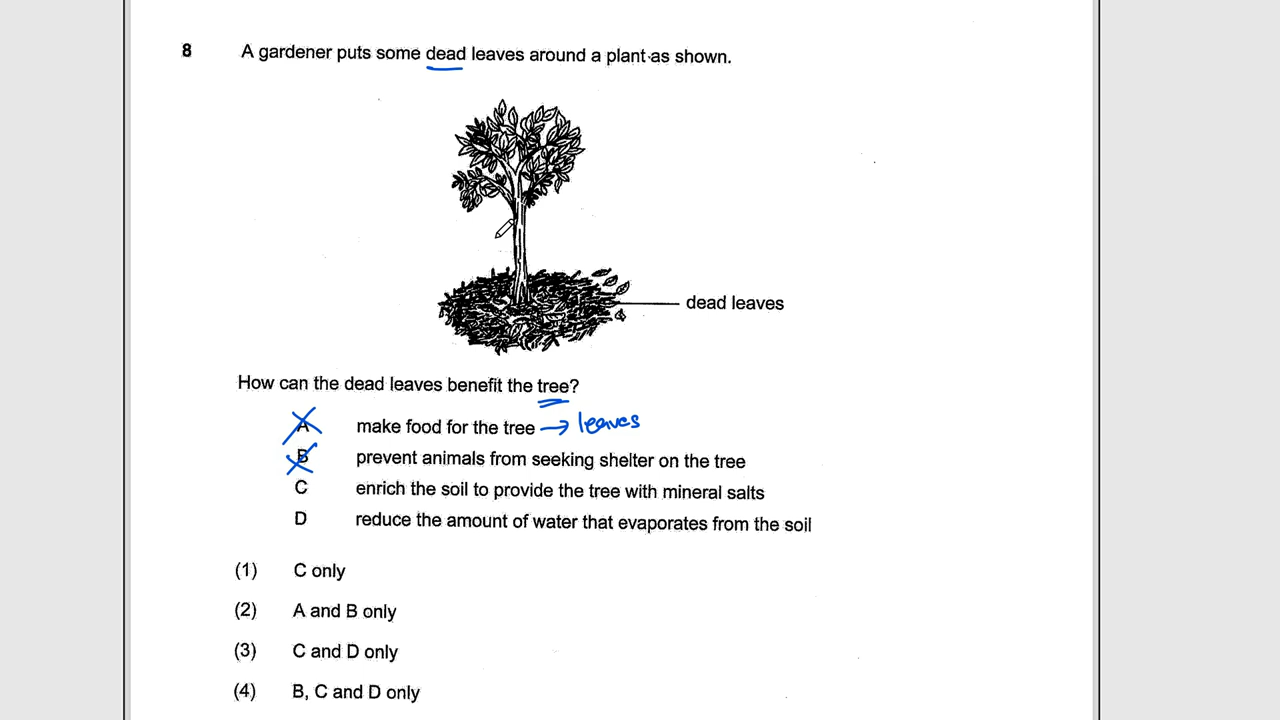 8 A gardener puts some dead leaves around a plant as shown.
dead leaves
How can the dead leaves benefit the tree?
A make food for the tree → leaves
B prevent animals from seeking shelter on the tree
C enrich the soil to provide the tree with mineral salts
D reduce the amount of water that evaporates from the soil
(1) C only
(2) A and B only
(3) C and D only
(4) B, C and D only